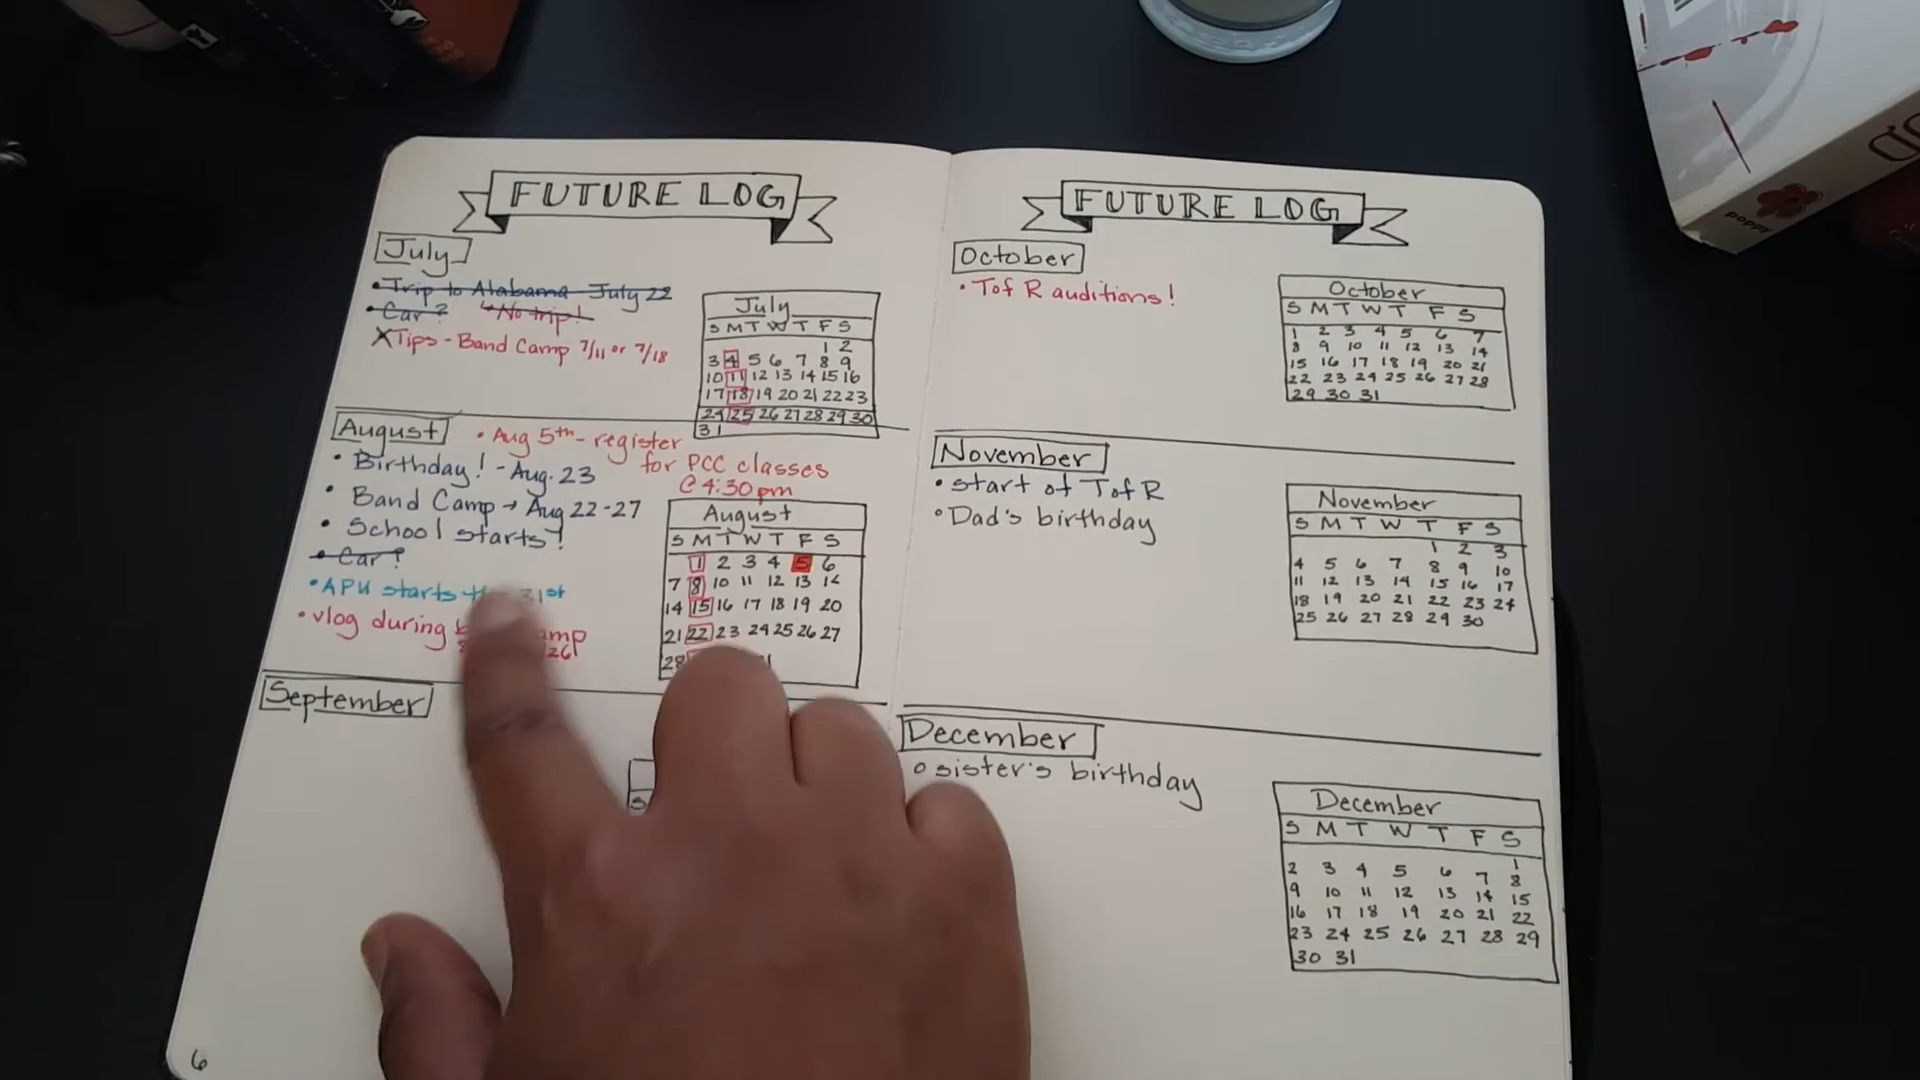 FUTURE LOG
July
• Trip to Alabama July 22
• Car? ↳ No trip!
X Tips - Band Camp 7/11 or 7/18
July
S M T W T F S
1 2
3 4 5 6 7 8 9
10 11 12 13 14 15 16
17 18 19 20 21 22 23
24 25 26 27 28 29 30
31
August
• Aug 5th - register
for PCC classes
@ 4:30pm
• Birthday! - Aug. 23
• Band Camp → Aug 22-27
• School starts!
• Car?
• APU starts 31st
• vlog during
26
August
S M T W T F S
1 2 3 4 5 6
7 8 10 11 12 13 14
14 15 16 17 18 19 20
21 22 23 24 25 26 27
28
September
S
6
FUTURE LOG
October
• T of R auditions!
October
S M T W T F S
1 2 3 4 5 6 7
8 9 10 11 12 13 14
15 16 17 18 19 20 21
22 23 24 25 26 27 28
29 30 31
November
• start of T of R
• Dad's birthday
November
S M T W T F S
1 2 3
4 5 6 7 8 9 10
11 12 13 14 15 16 17
18 19 20 21 22 23 24
25 26 27 28 29 30
December
o sister's birthday
December
S M T W T F S
1
2 3 4 5 6 7 8
9 10 11 12 13 14 15
16 17 18 19 20 21 22
23 24 25 26 27 28 29
30 31
poppy